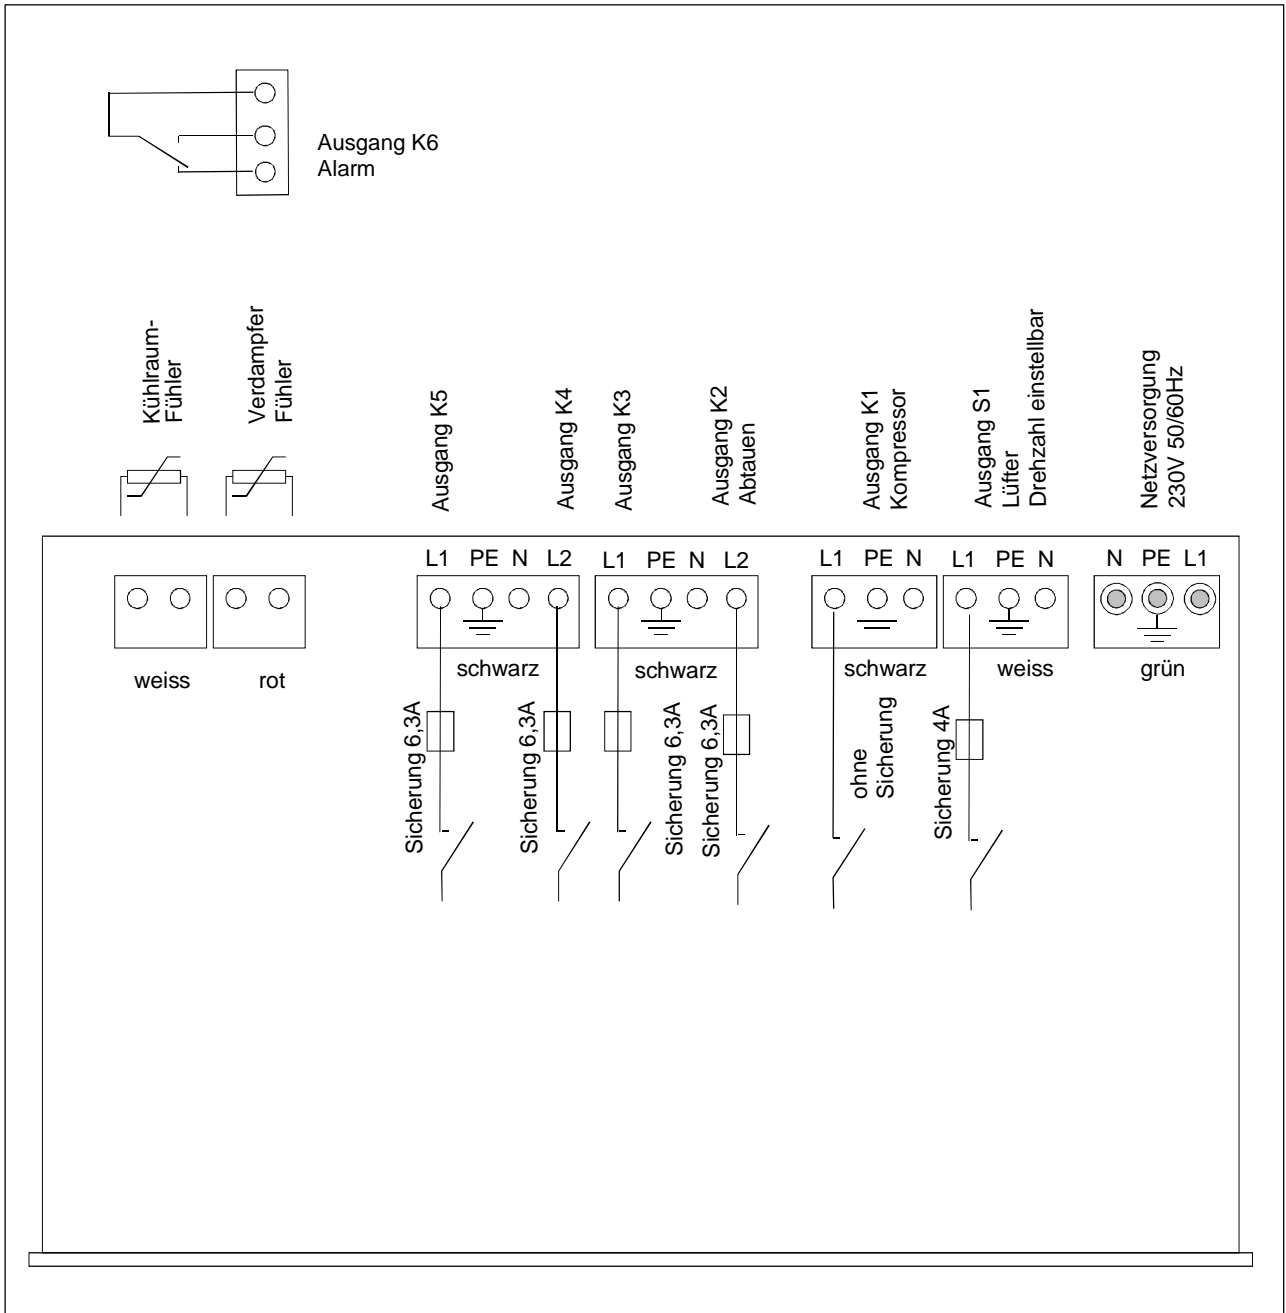 Ausgang K6
Alarm
Kühlraum-
Fühler
Verdampfer
Fühler
Ausgang K5
Ausgang K4
Ausgang K3
Ausgang K2
Abtauen
Ausgang K1
Kompressor
Ausgang S1
Lüfter
Drehzahl einstellbar
Netzversorgung
230V 50/60Hz
L1 PE N L2
L1 PE N L2
L1 PE N
L1 PE N
N PE L1
weiss
rot
schwarz
schwarz
schwarz
weiss
grün
Sicherung 6,3A
Sicherung 6,3A
Sicherung 6,3A
Sicherung 6,3A
ohne
Sicherung
Sicherung 4A